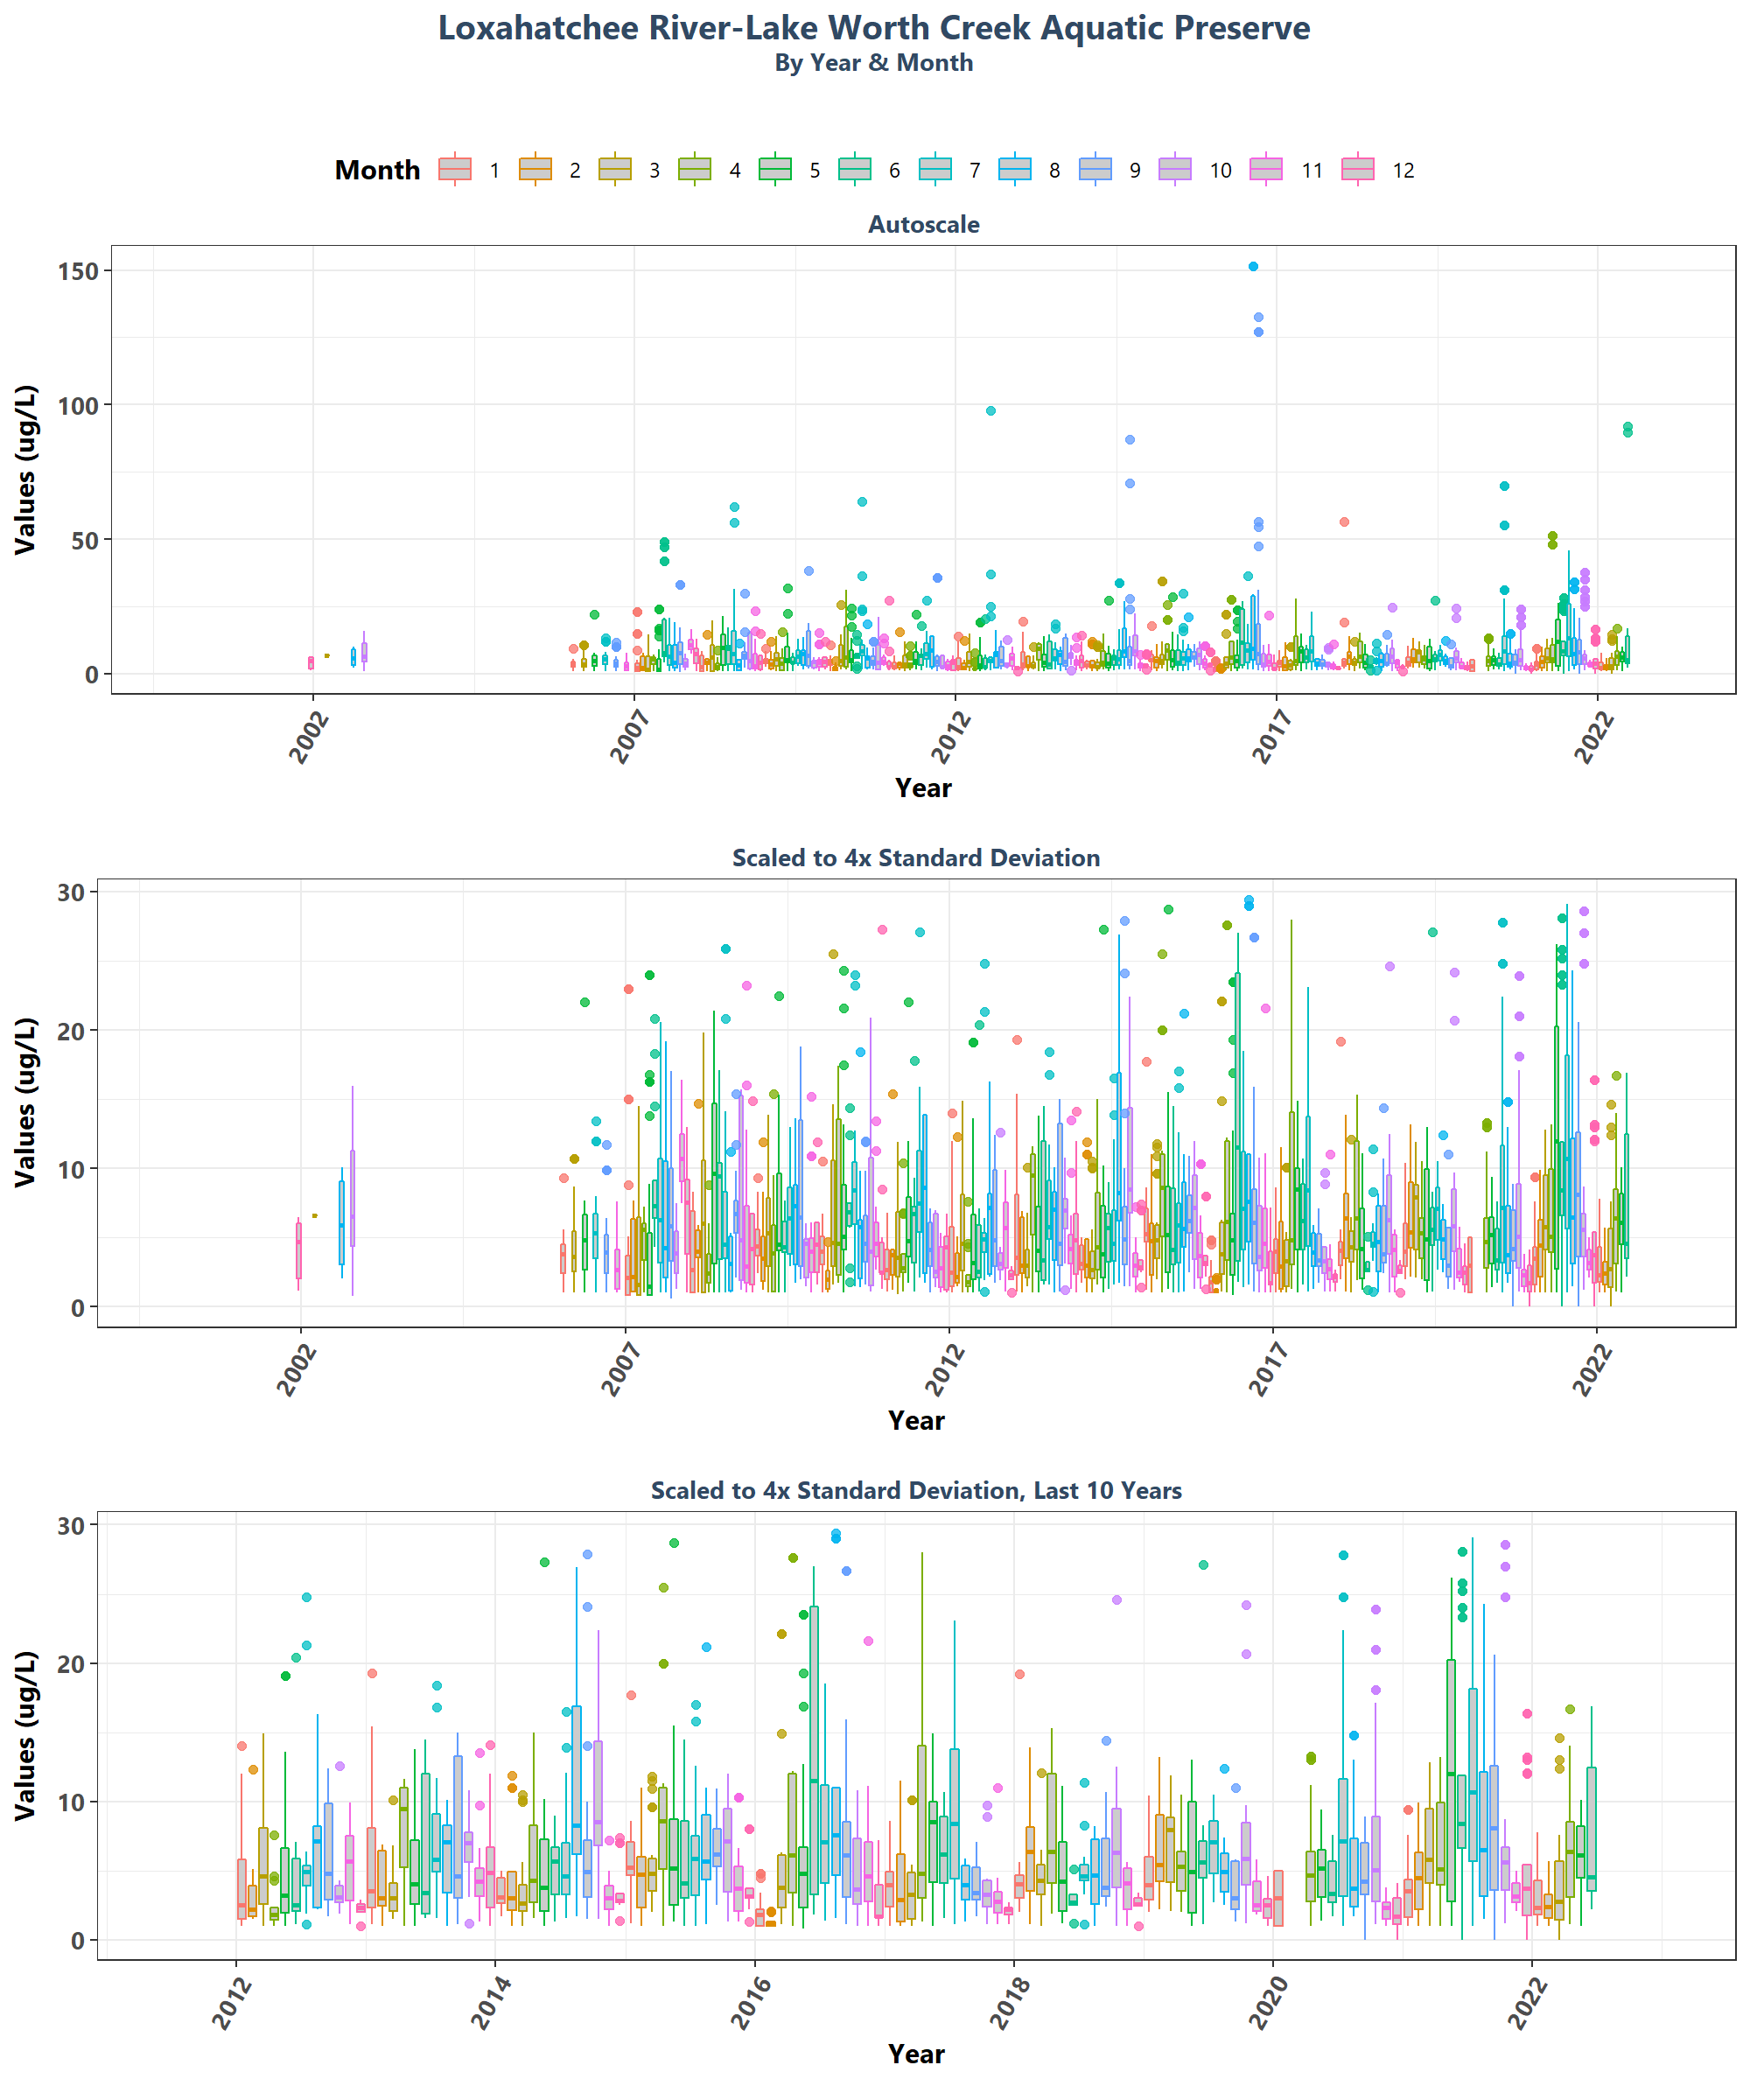 Loxahatchee River-Lake Worth Creek Aquatic Preserve
By Year & Month
Month 1 2 3 4 5 6 7 8 9 10 11 12
Autoscale
Values (ug/L)
150
100
50
0
2002 2007 2012 2017 2022
Year
Scaled to 4x Standard Deviation
Values (ug/L)
30
20
10
0
2002 2007 2012 2017 2022
Year
Scaled to 4x Standard Deviation, Last 10 Years
Values (ug/L)
30
20
10
0
2012 2014 2016 2018 2020 2022
Year